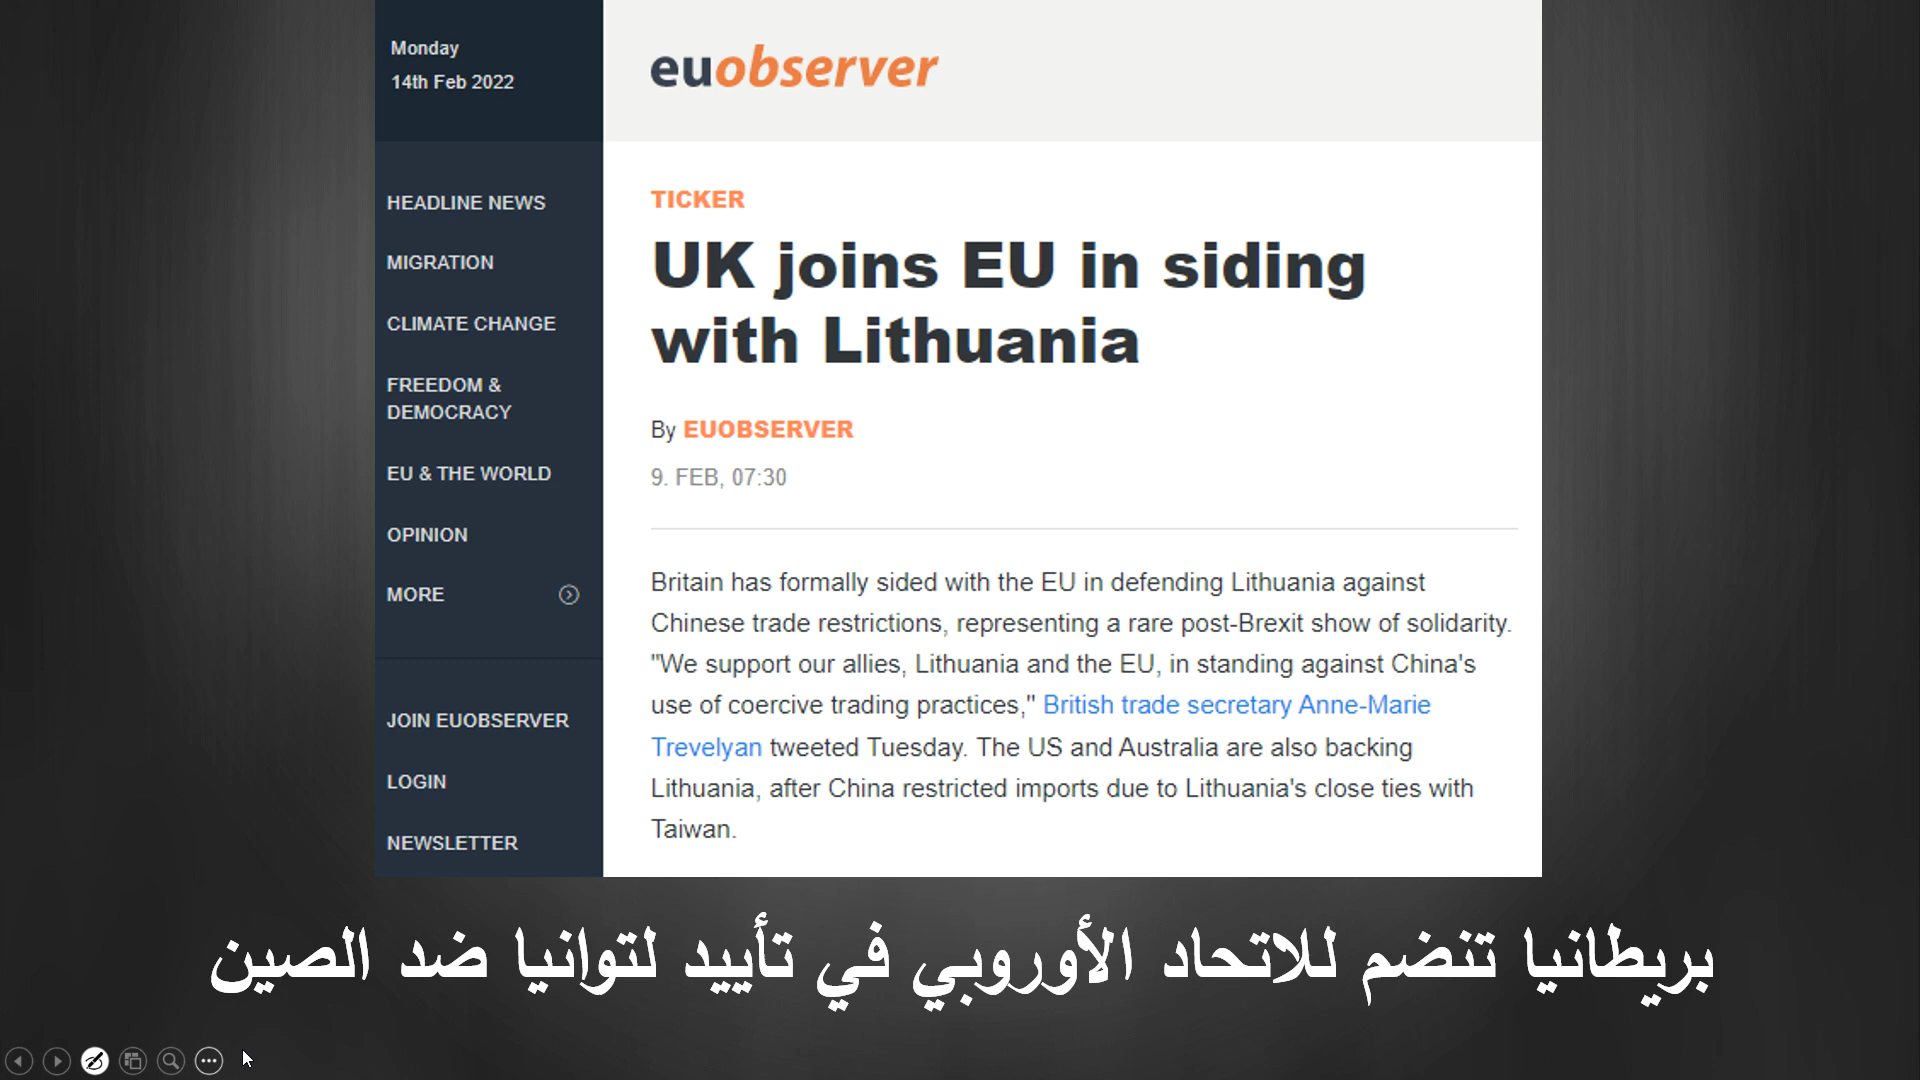 Monday
14th Feb 2022
euobserver
HEADLINE NEWS
MIGRATION
CLIMATE CHANGE
FREEDOM &
DEMOCRACY
EU & THE WORLD
OPINION
MORE
JOIN EUOBSERVER
LOGIN
NEWSLETTER
TICKER
UK joins EU in siding
with Lithuania
By EUOBSERVER
9. FEB, 07:30
Britain has formally sided with the EU in defending Lithuania against
Chinese trade restrictions, representing a rare post-Brexit show of solidarity.
"We support our allies, Lithuania and the EU, in standing against China's
use of coercive trading practices," British trade secretary Anne-Marie
Trevelyan tweeted Tuesday. The US and Australia are also backing
Lithuania, after China restricted imports due to Lithuania's close ties with
Taiwan.
بريطانيا تنضم للاتحاد الأوروبي في تأييد لتوانيا ضد الصين